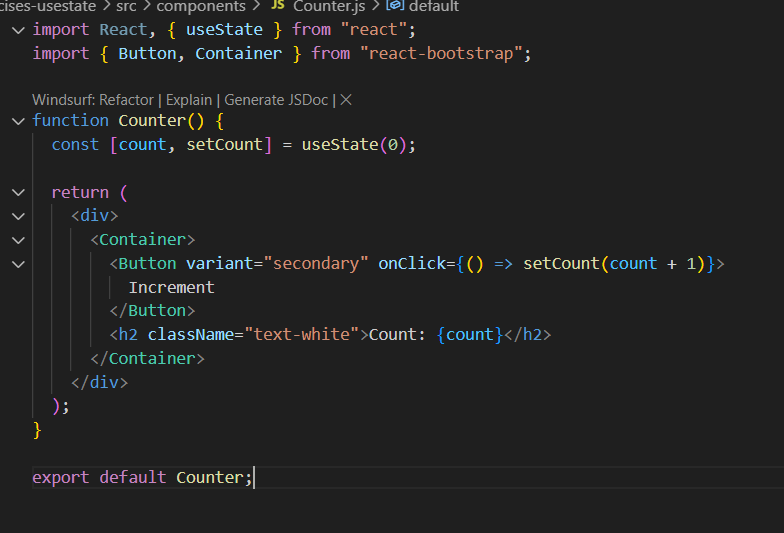 cises-usestate > src > components > JS Counter.js > default
import React, { useState } from "react";
import { Button, Container } from "react-bootstrap";
Windsurf: Refactor | Explain | Generate JSDoc | ×
function Counter() {
  const [count, setCount] = useState(0);
  return (
    <div>
      <Container>
        <Button variant="secondary" onClick={() => setCount(count + 1)}>
          Increment
        </Button>
        <h2 className="text-white">Count: {count}</h2>
      </Container>
    </div>
  );
}
export default Counter;